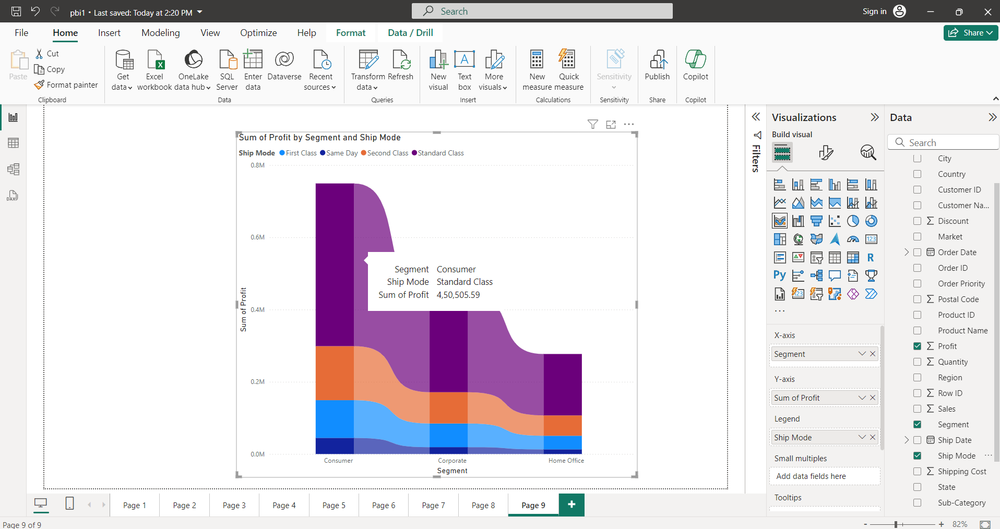 pbi1 • Last saved: Today at 2:20 PM
Search
Sign in
File Home Insert Modeling View Optimize Help Format Data / Drill
Share
Paste
Cut
Copy
Format painter
Clipboard
Get data
Excel workbook
OneLake data hub
SQL Server
Enter data
Dataverse
Recent sources
Data
Transform data
Refresh
Queries
New visual
Text box
More visuals
Insert
New measure
Quick measure
Calculations
Sensitivity
Sensitivity
Publish
Share
Copilot
Copilot
Sum of Profit by Segment and Ship Mode
Ship Mode First Class Same Day Second Class Standard Class
0.8M
0.6M
0.4M
0.2M
0.0M
Sum of Profit
Segment Consumer
Ship Mode Standard Class
Sum of Profit 4,50,505.59
Consumer Corporate Home Office
Segment
Filters
Visualizations
Build visual
123
R
Py
123
...
X-axis
Segment
Y-axis
Sum of Profit
Legend
Ship Mode
Small multiples
Add data fields here
Tooltips
Data
Search
City
Country
Customer ID
Customer Na...
Discount
Market
Order Date
Order ID
Order Priority
Postal Code
Product ID
Product Name
Profit
Quantity
Region
Row ID
Sales
Segment
Ship Date
Ship Mode
Shipping Cost
State
Sub-Category
DAX
Page 1 Page 2 Page 3 Page 4 Page 5 Page 6 Page 7 Page 8 Page 9 +
Page 9 of 9
- + 82%